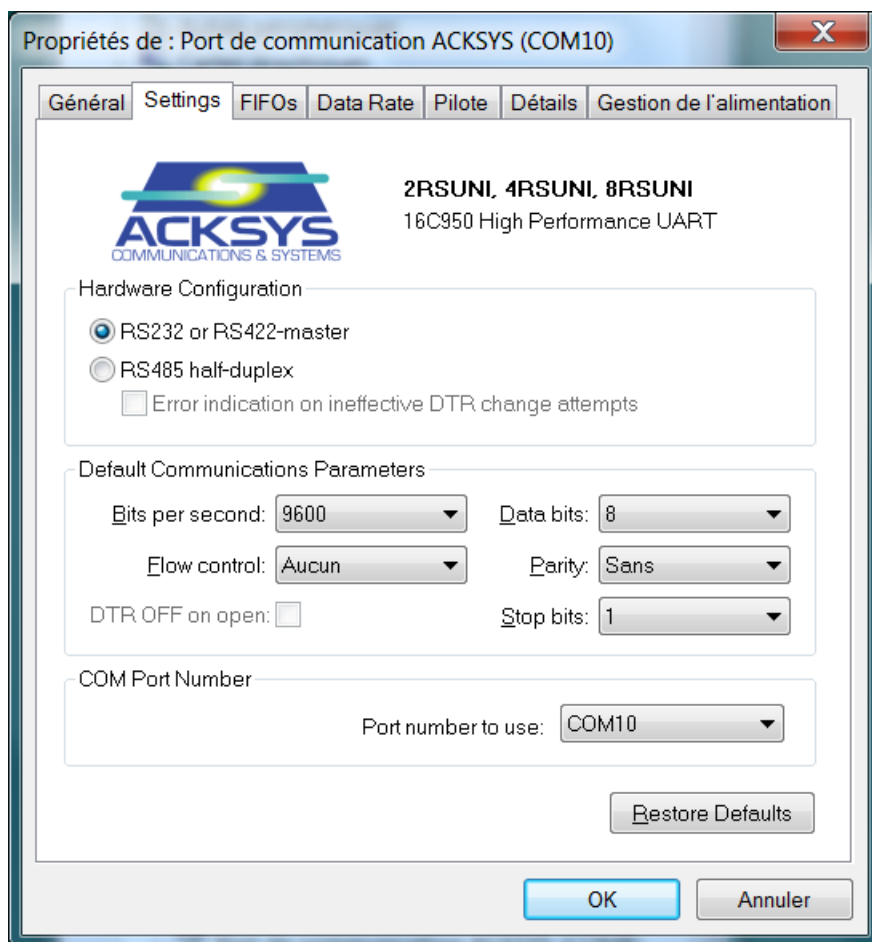 Propriétés de : Port de communication ACKSYS (COM10)
X
Général Settings FIFOs Data Rate Pilote Détails Gestion de l'alimentation
ACKSYS
COMMUNICATIONS & SYSTEMS
2RSUNI, 4RSUNI, 8RSUNI
16C950 High Performance UART
Hardware Configuration
RS232 or RS422-master
RS485 half-duplex
Error indication on ineffective DTR change attempts
Default Communications Parameters
Bits per second: 9600 Data bits: 8
Flow control: Aucun Parity: Sans
DTR OFF on open: Stop bits: 1
COM Port Number
Port number to use: COM10
Restore Defaults
OK Annuler